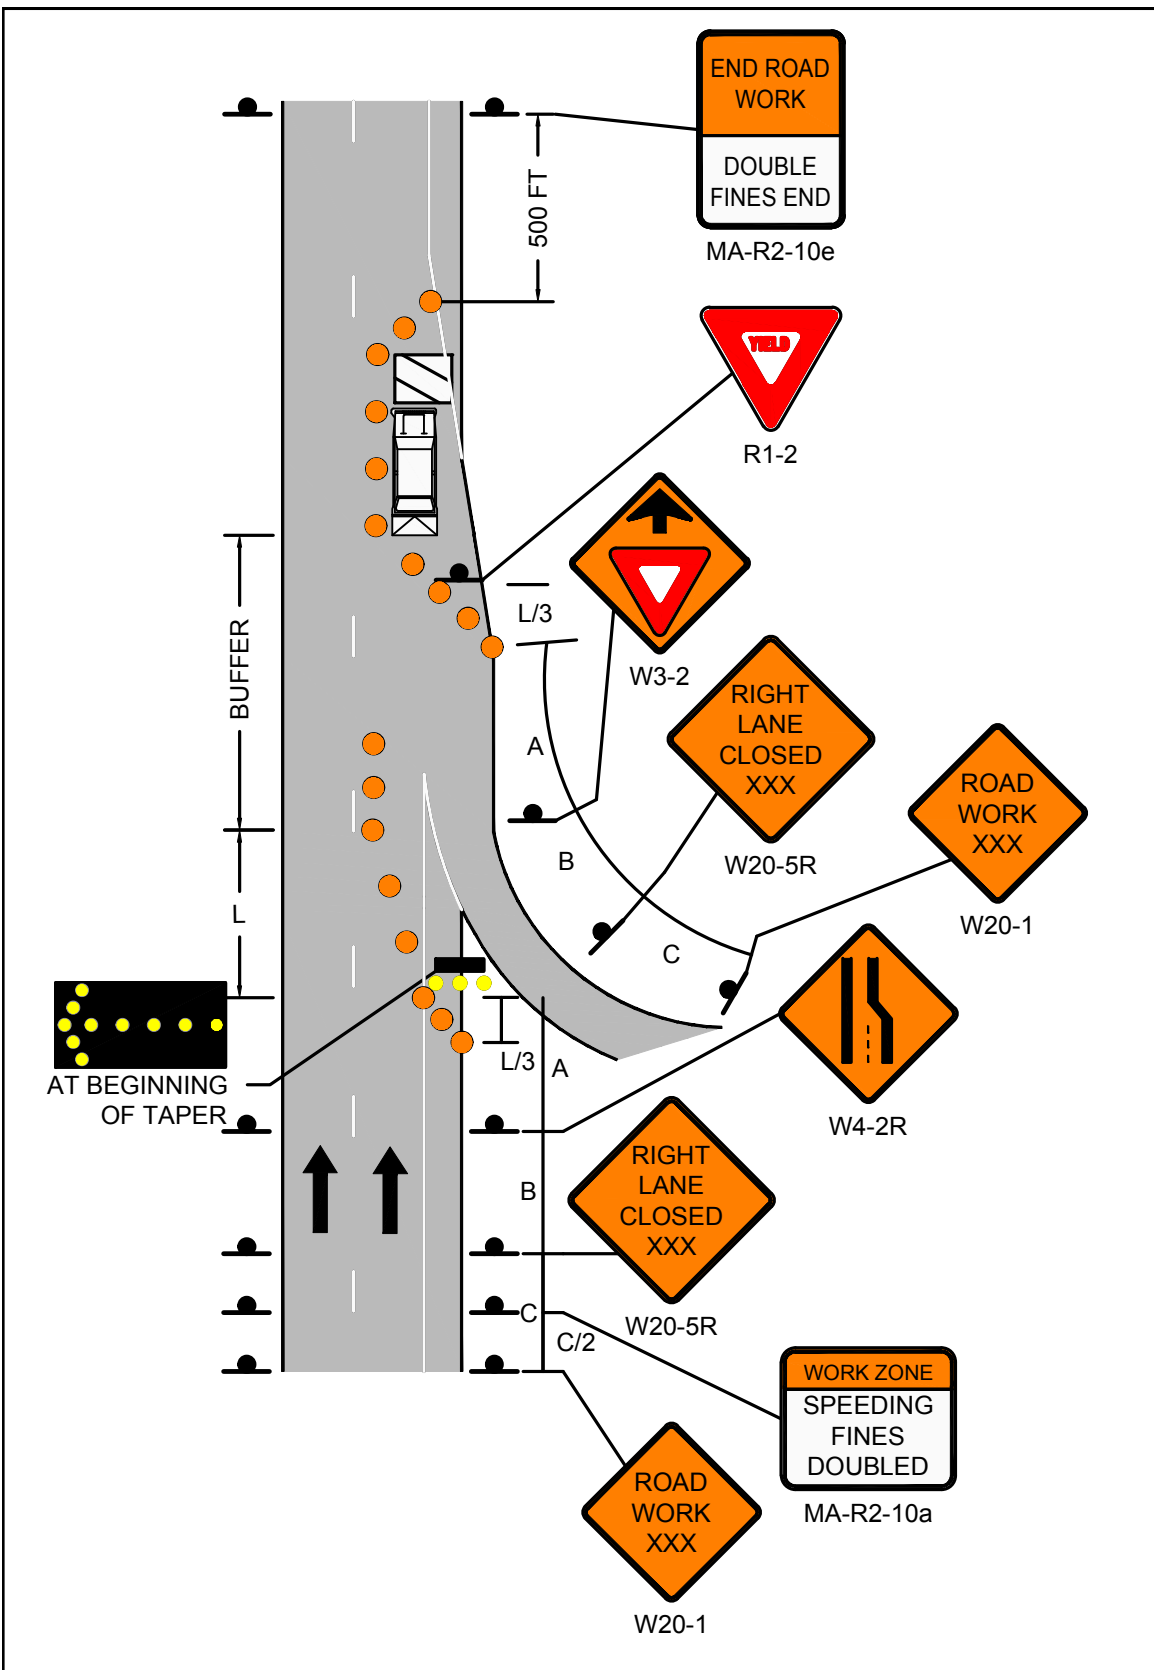 END ROAD
WORK
DOUBLE
FINES END
MA-R2-10e
500 FT
YIELD
R1-2
L/3
W3-2
BUFFER
A
RIGHT
LANE
CLOSED
XXX
W20-5R
B
ROAD
WORK
XXX
W20-1
C
L
AT BEGINNING
OF TAPER
L/3
A
W4-2R
B
RIGHT
LANE
CLOSED
XXX
W20-5R
C
C/2
WORK ZONE
SPEEDING
FINES
DOUBLED
MA-R2-10a
ROAD
WORK
XXX
W20-1